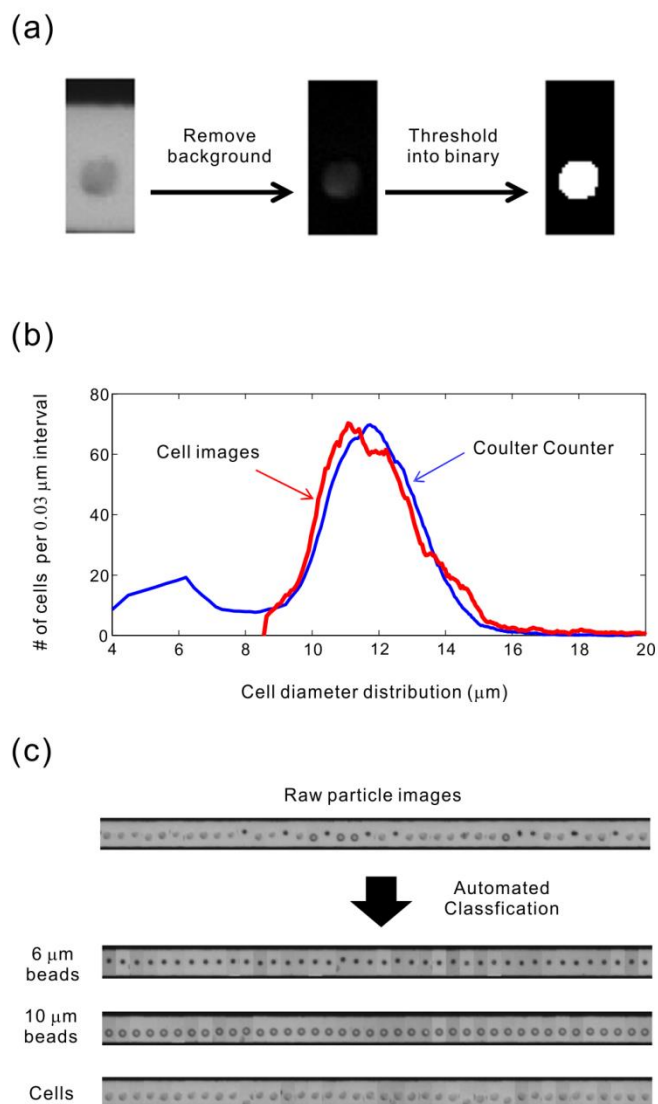 (a)
Remove
background
Threshold
into binary
(b)
# of cells per 0.03 μm interval
80
60
40
20
0
Cell images
Coulter Counter
4
6
8
10
12
14
16
18
20
Cell diameter distribution (μm)
(c)
Raw particle images
Automated
Classfication
6 μm
beads
10 μm
beads
Cells